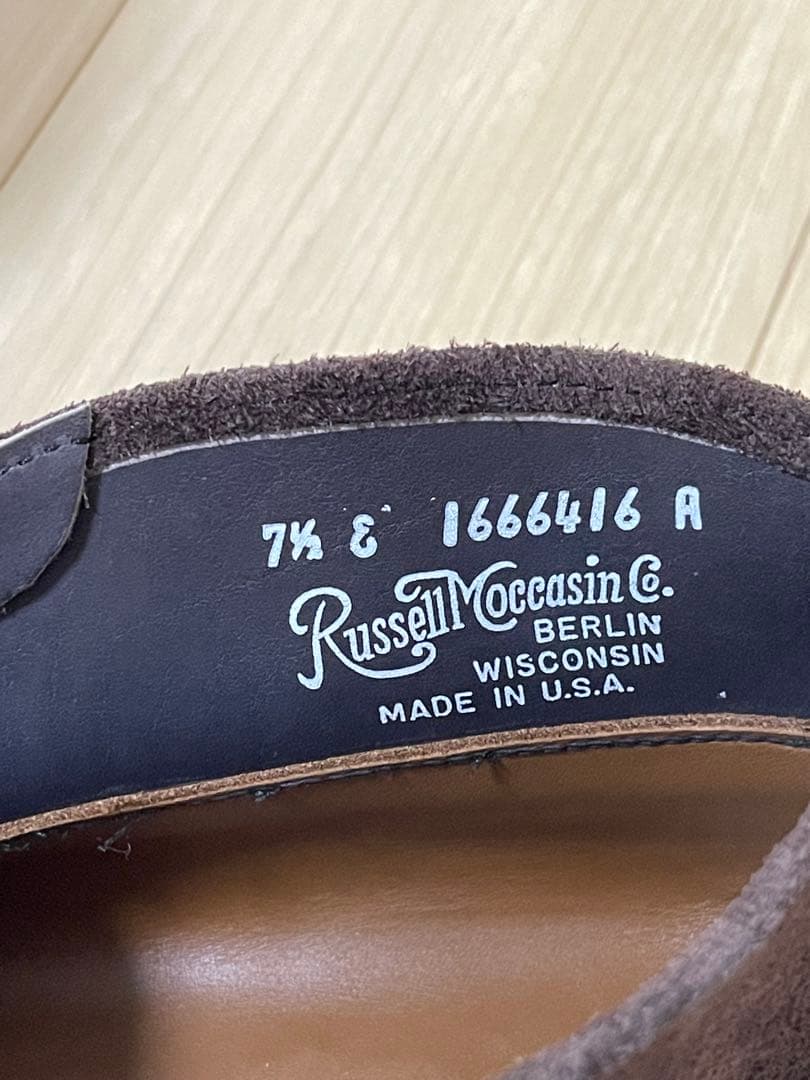 7½ E 1666416 A
Russell Moccasin Co.
BERLIN
WISCONSIN
MADE IN U.S.A.